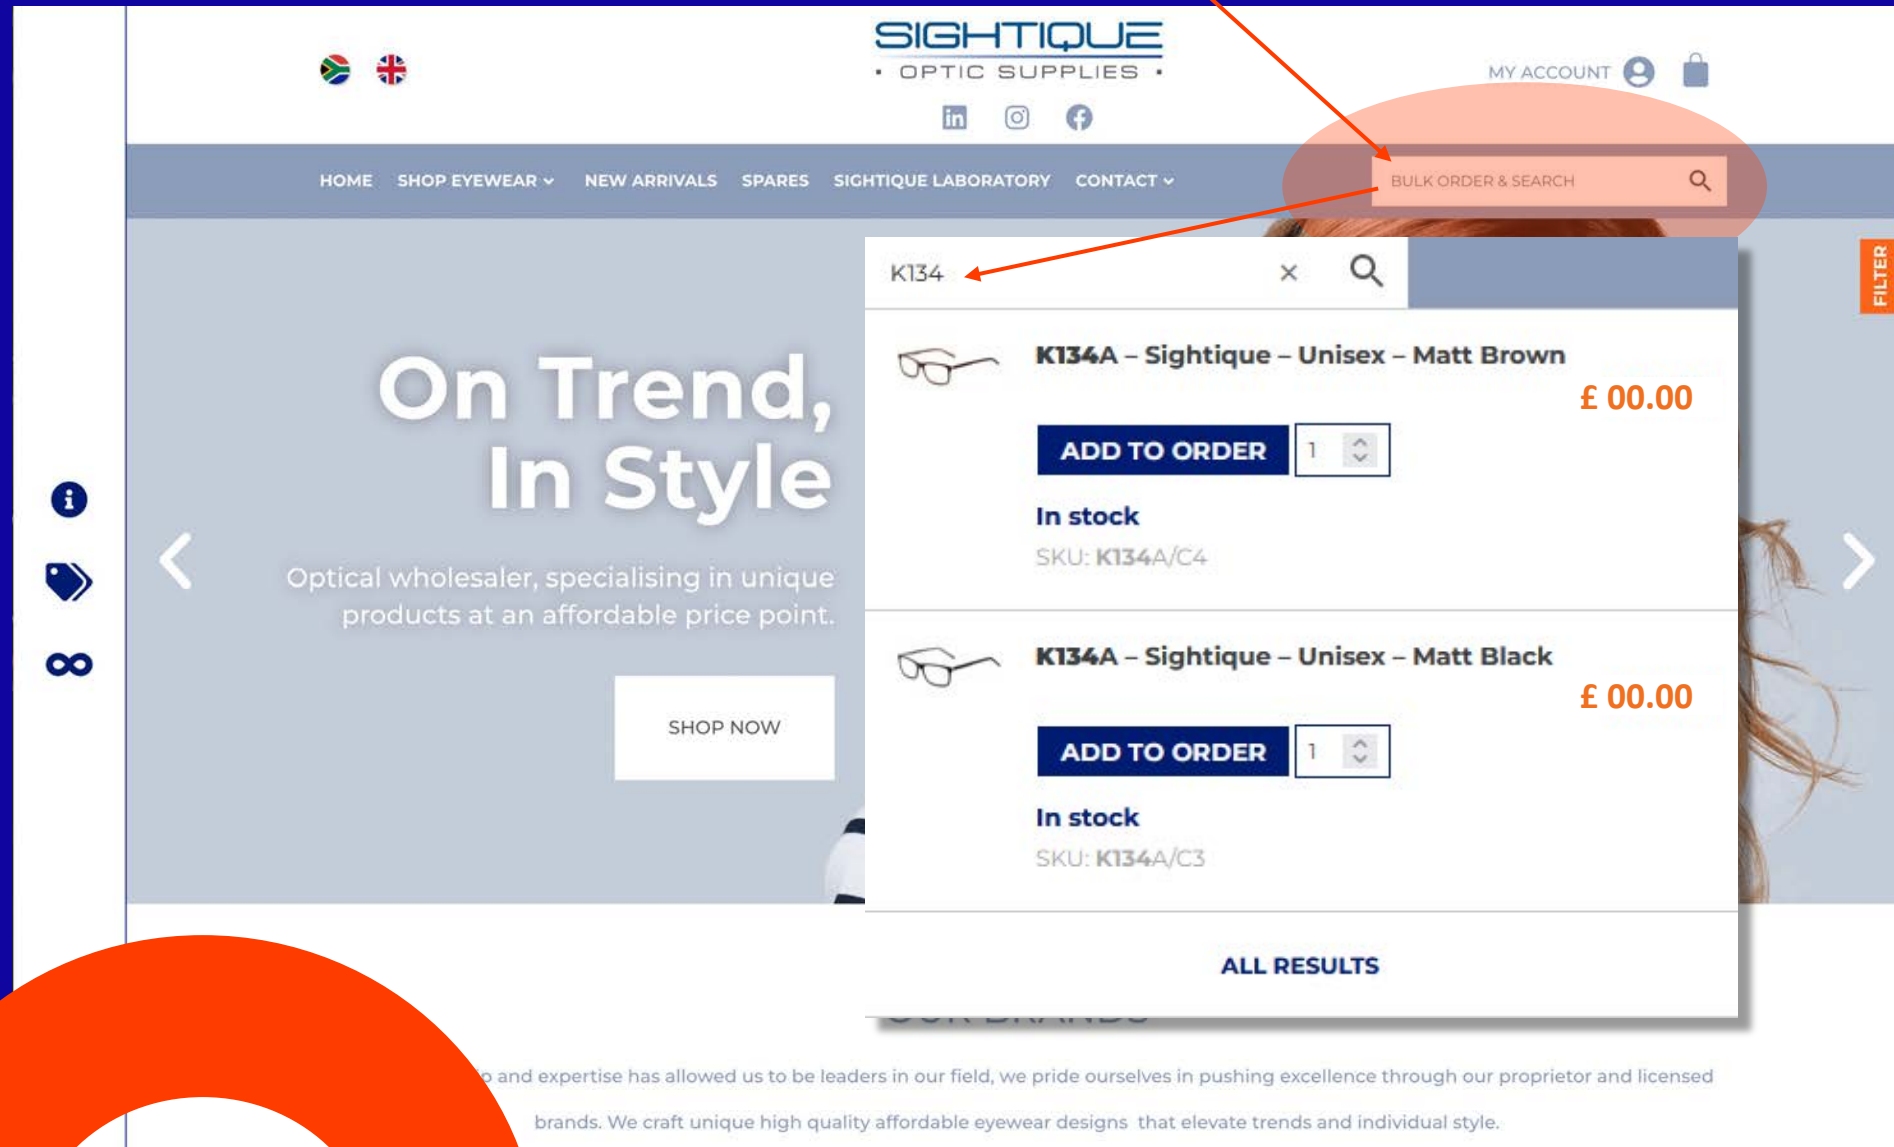 SIGHTIQUE
• OPTIC SUPPLIES •
MY ACCOUNT
HOME SHOP EYEWEAR NEW ARRIVALS SPARES SIGHTIQUE LABORATORY CONTACT
BULK ORDER & SEARCH
FILTER
On Trend,
In Style
Optical wholesaler, specialising in unique
products at an affordable price point.
SHOP NOW
K134
K134A – Sightique – Unisex – Matt Brown
£ 00.00
ADD TO ORDER 1
In stock
SKU: K134A/C4
K134A – Sightique – Unisex – Matt Black
£ 00.00
ADD TO ORDER 1
In stock
SKU: K134A/C3
ALL RESULTS
OUR BRANDS
and expertise has allowed us to be leaders in our field, we pride ourselves in pushing excellence through our proprietor and licensed
brands. We craft unique high quality affordable eyewear designs that elevate trends and individual style.